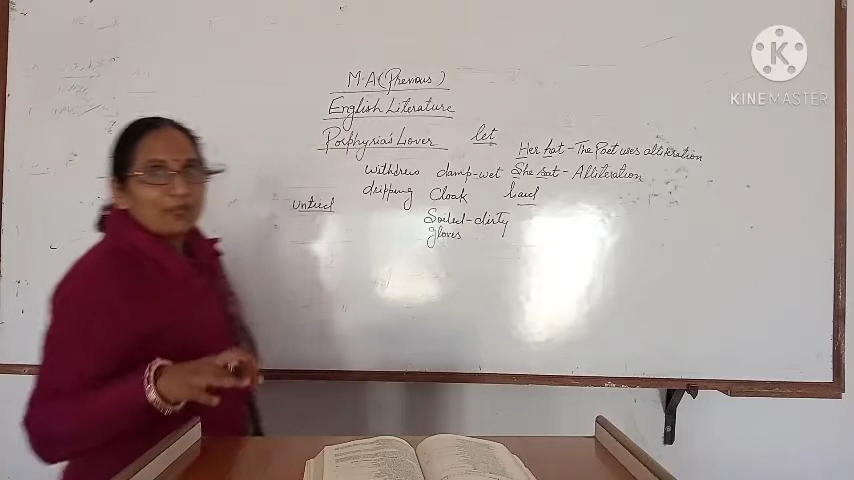 M.A (Previous)
English Literature
Porphyria's Lover let
Her hat - The Poet uses alliteration
withdrew damp-wet She sat - Alliteration
dripping Cloak laid
untied
Soiled-dirty
gloves
K
KINEMASTER